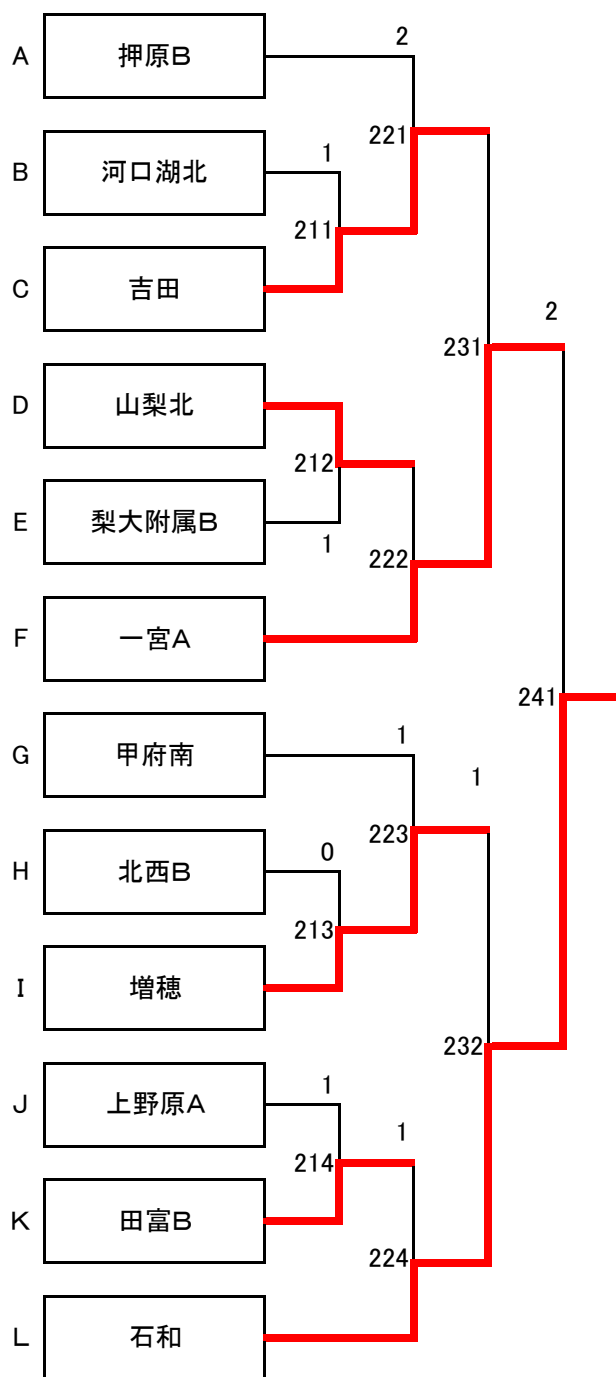 2
A 押原B
221
B 河口湖北 1
211
C 吉田
2
231
D 山梨北
212
E 梨大附属B 1
222
F 一宮A
241
G 甲府南 1
1
223
H 北西B 0
213
I 増穂
232
J 上野原A 1
1
214
K 田富B
224
L 石和